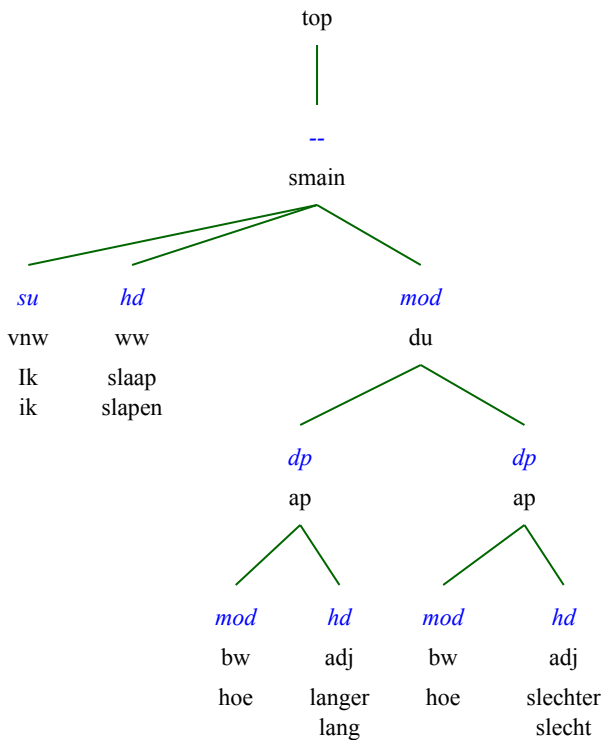 top
--
smain
su hd mod
vnw ww du
Ik slaap
ik slapen
dp dp
ap ap
mod hd mod hd
bw adj bw adj
hoe langer hoe slechter
lang slecht